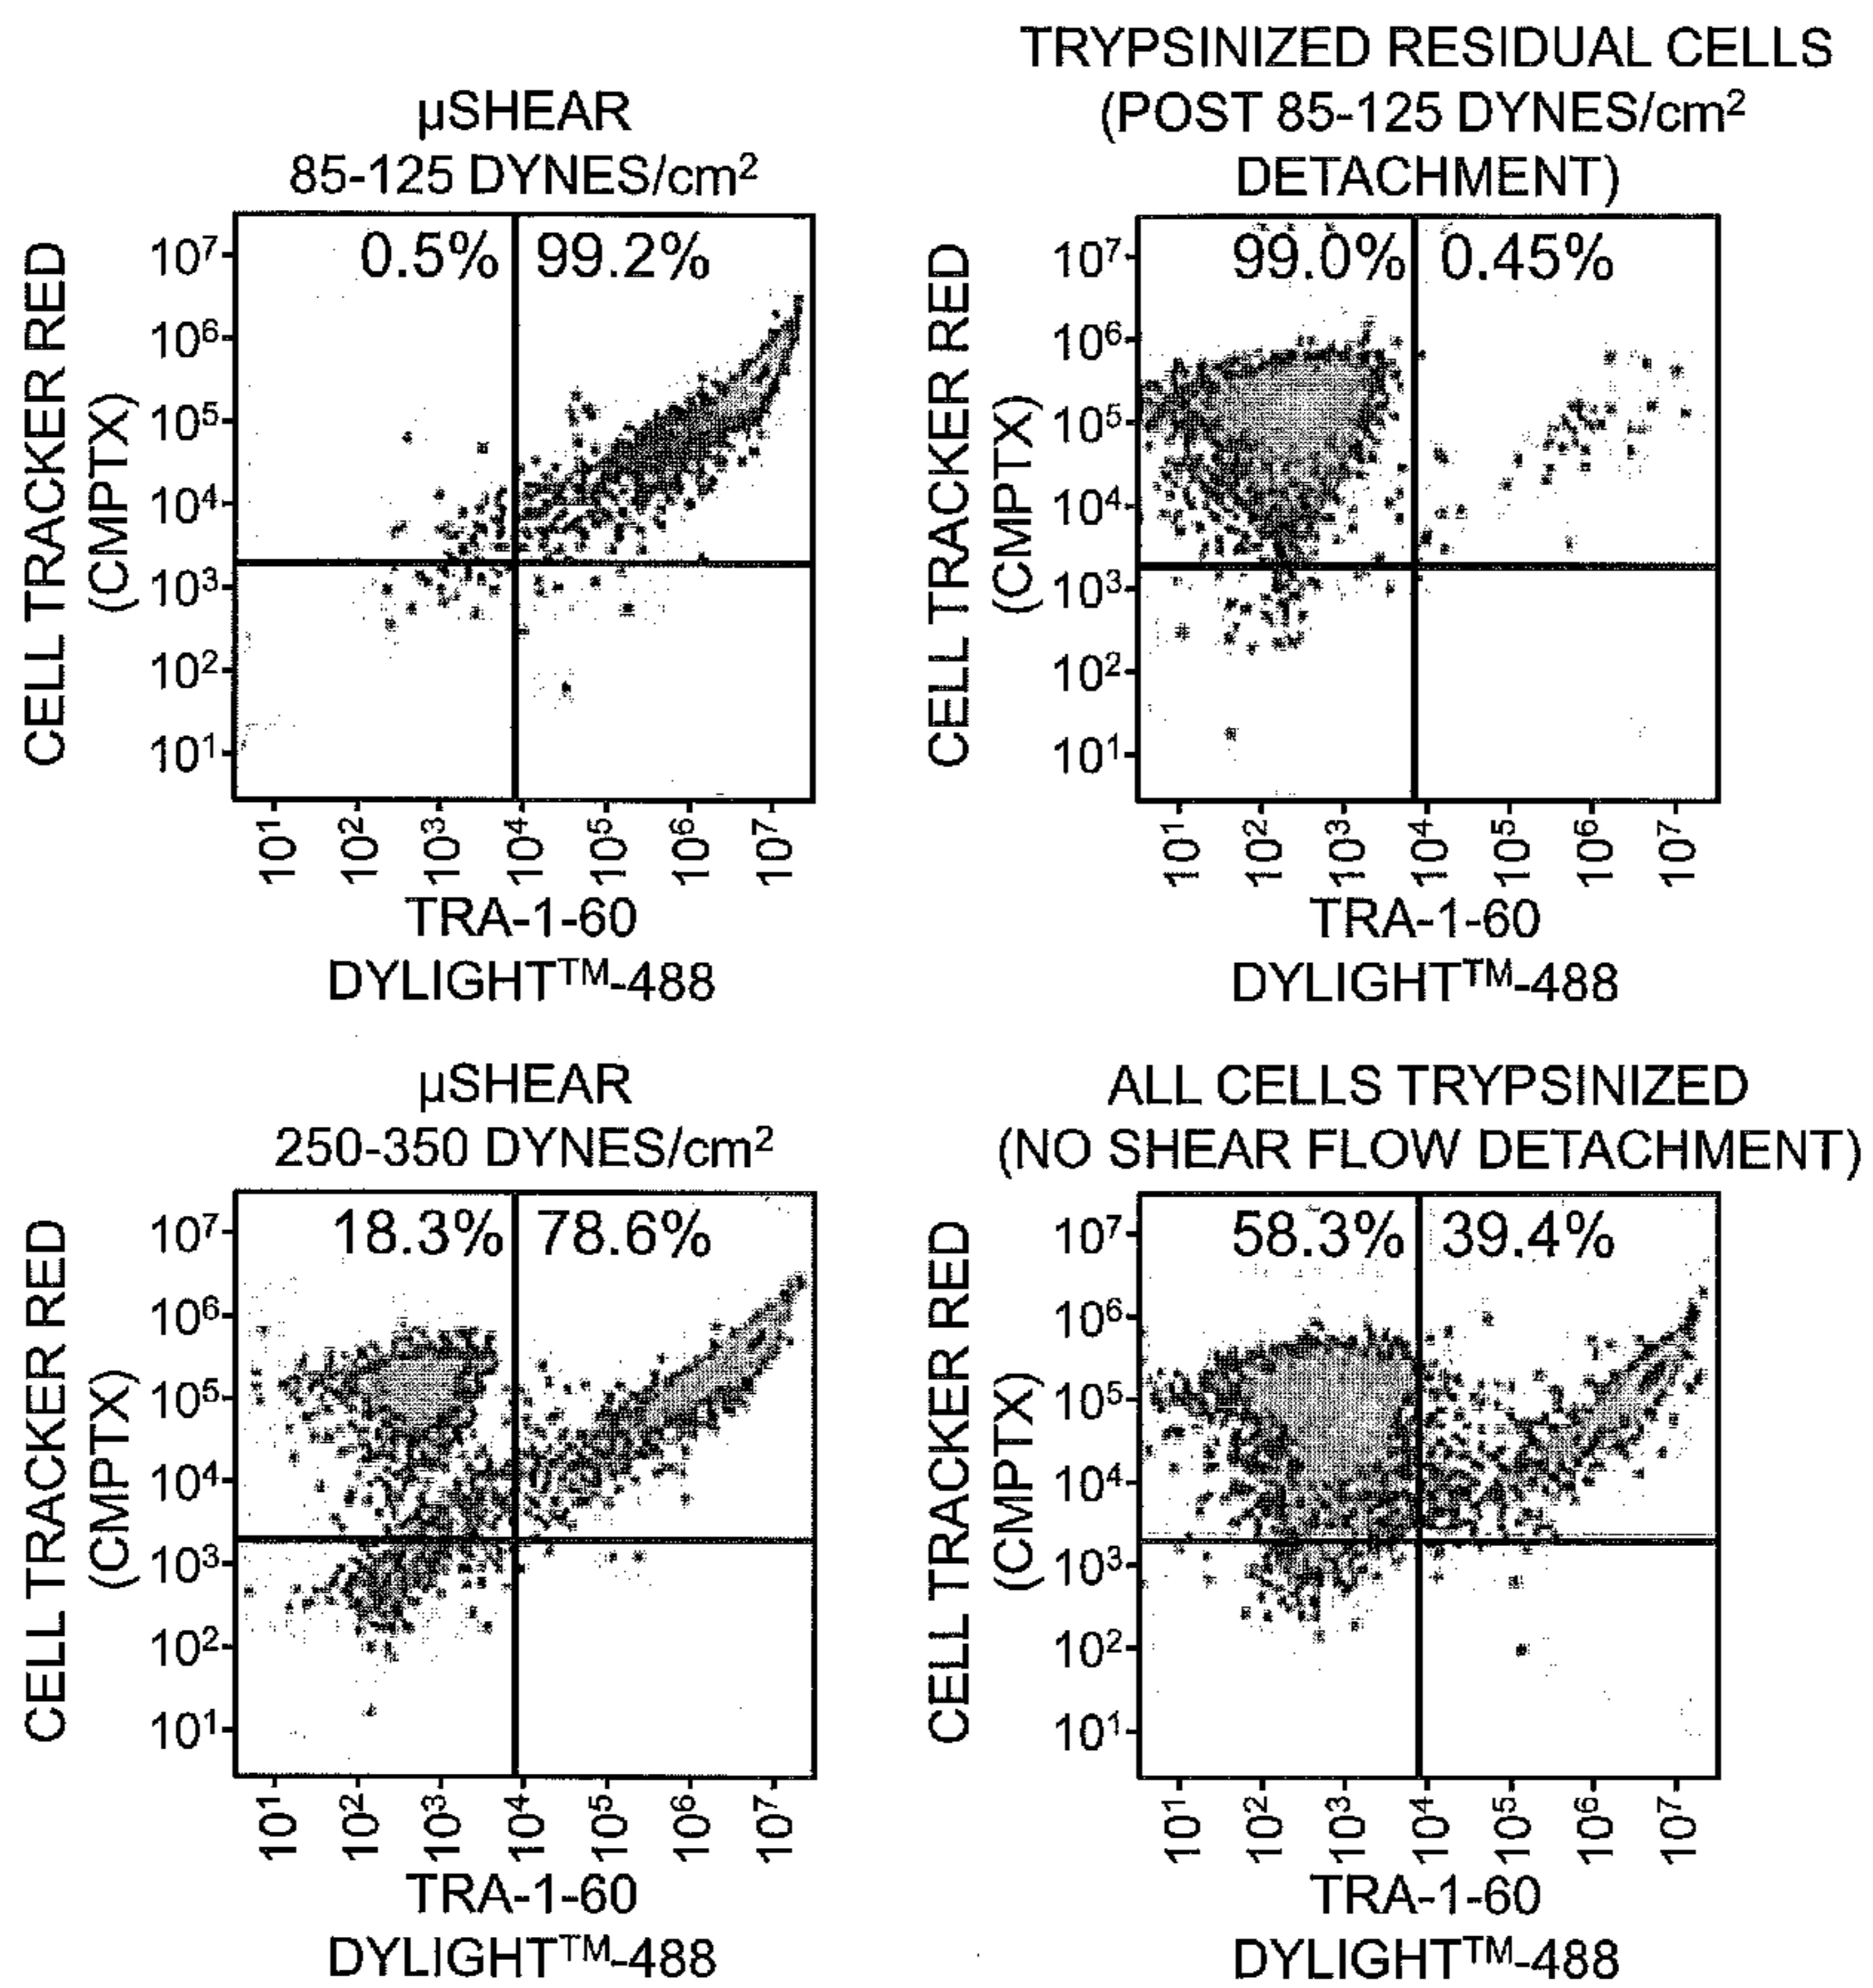 µSHEAR
85-125 DYNES/cm²
CELL TRACKER RED
(CMPTX)
0.5% 99.2%
10⁷
10⁶
10⁵
10⁴
10³
10²
10¹
10¹ 10² 10³ 10⁴ 10⁵ 10⁶ 10⁷
TRA-1-60
DYLIGHT™-488
TRYPSINIZED RESIDUAL CELLS
(POST 85-125 DYNES/cm²
DETACHMENT)
CELL TRACKER RED
(CMPTX)
99.0% 0.45%
10⁷
10⁶
10⁵
10⁴
10³
10²
10¹
10¹ 10² 10³ 10⁴ 10⁵ 10⁶ 10⁷
TRA-1-60
DYLIGHT™-488
µSHEAR
250-350 DYNES/cm²
CELL TRACKER RED
(CMPTX)
18.3% 78.6%
10⁷
10⁶
10⁵
10⁴
10³
10²
10¹
10¹ 10² 10³ 10⁴ 10⁵ 10⁶ 10⁷
TRA-1-60
DYLIGHT™-488
ALL CELLS TRYPSINIZED
(NO SHEAR FLOW DETACHMENT)
CELL TRACKER RED
(CMPTX)
58.3% 39.4%
10⁷
10⁶
10⁵
10⁴
10³
10²
10¹
10¹ 10² 10³ 10⁴ 10⁵ 10⁶ 10⁷
TRA-1-60
DYLIGHT™-488